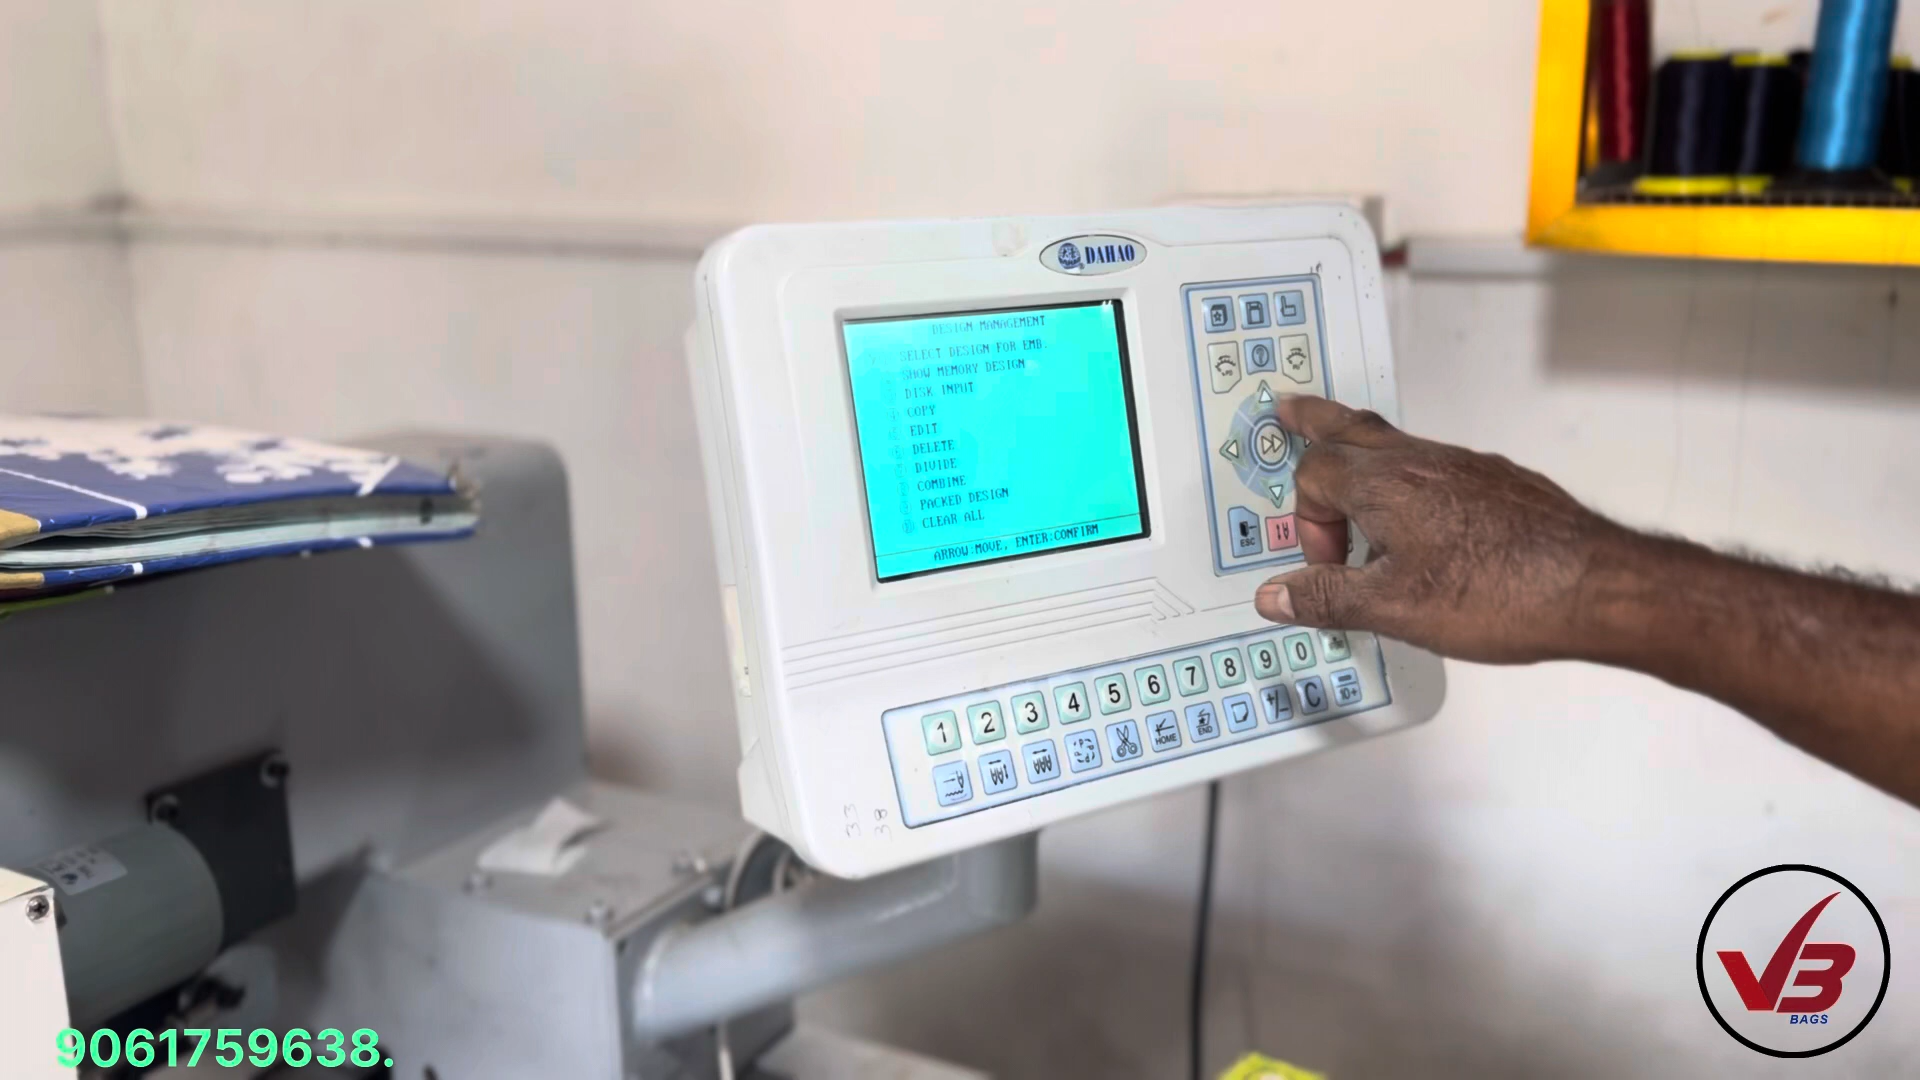 DAHAO
DESIGN MANAGEMENT
SELECT DESIGN FOR EMB.
SHOW MEMORY DESIGN
DISK INPUT
COPY
EDIT
DELETE
DIVIDE
COMBINE
PACKED DESIGN
CLEAR ALL
ARROW:MOVE, ENTER:CONFIRM
ESC
1 2 3 4 5 6 7 8 9 0
HOME
END
+/-
C
10+
33
38
9061759638.
VB
BAGS